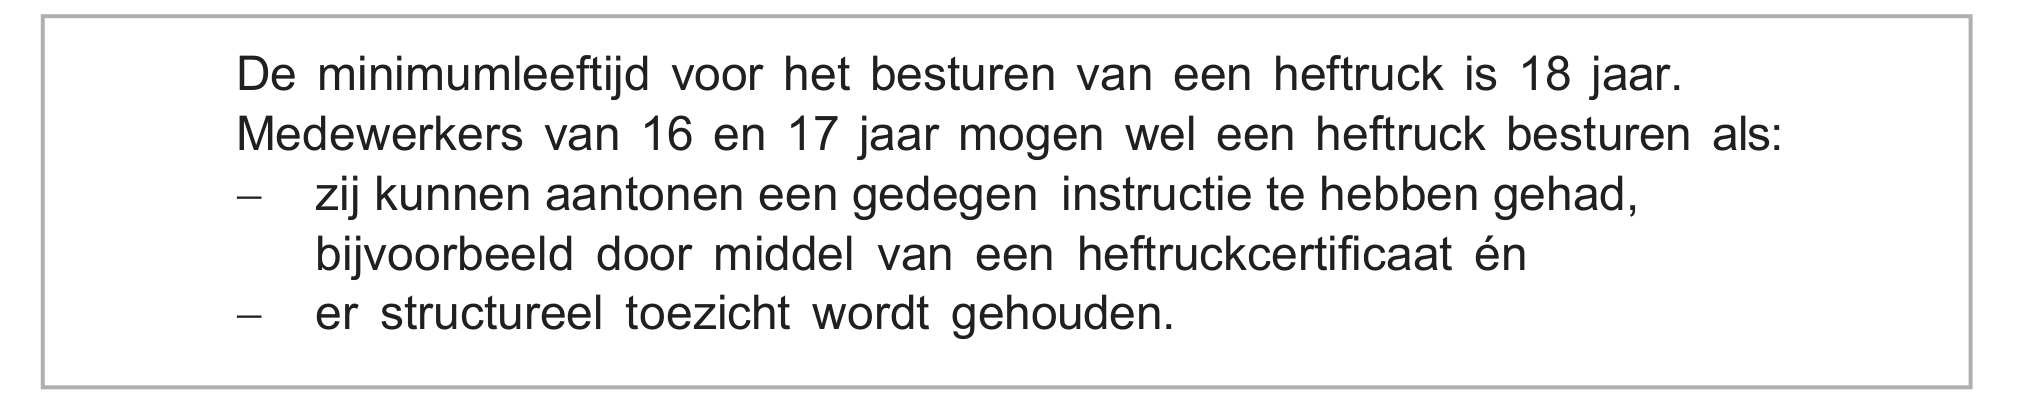 De minimumleeftijd voor het besturen van een heftruck is 18 jaar.
Medewerkers van 16 en 17 jaar mogen wel een heftruck besturen als:
– zij kunnen aantonen een gedegen instructie te hebben gehad,
bijvoorbeeld door middel van een heftruckcertificaat én
– er structureel toezicht wordt gehouden.